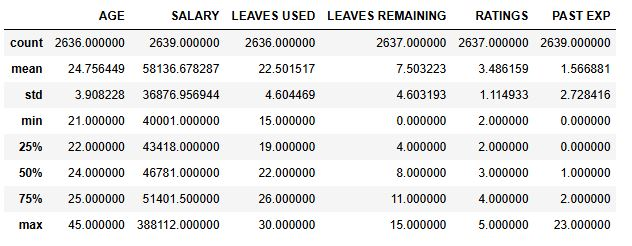 AGE SALARY LEAVES USED LEAVES REMAINING RATINGS PAST EXP
count 2636.000000 2639.000000 2636.000000 2637.000000 2637.000000 2639.000000
mean 24.756449 58136.678287 22.501517 7.503223 3.486159 1.566881
std 3.908228 36876.956944 4.604469 4.603193 1.114933 2.728416
min 21.000000 40001.000000 15.000000 0.000000 2.000000 0.000000
25% 22.000000 43418.000000 19.000000 4.000000 2.000000 0.000000
50% 24.000000 46781.000000 22.000000 8.000000 3.000000 1.000000
75% 25.000000 51401.500000 26.000000 11.000000 4.000000 2.000000
max 45.000000 388112.000000 30.000000 15.000000 5.000000 23.000000